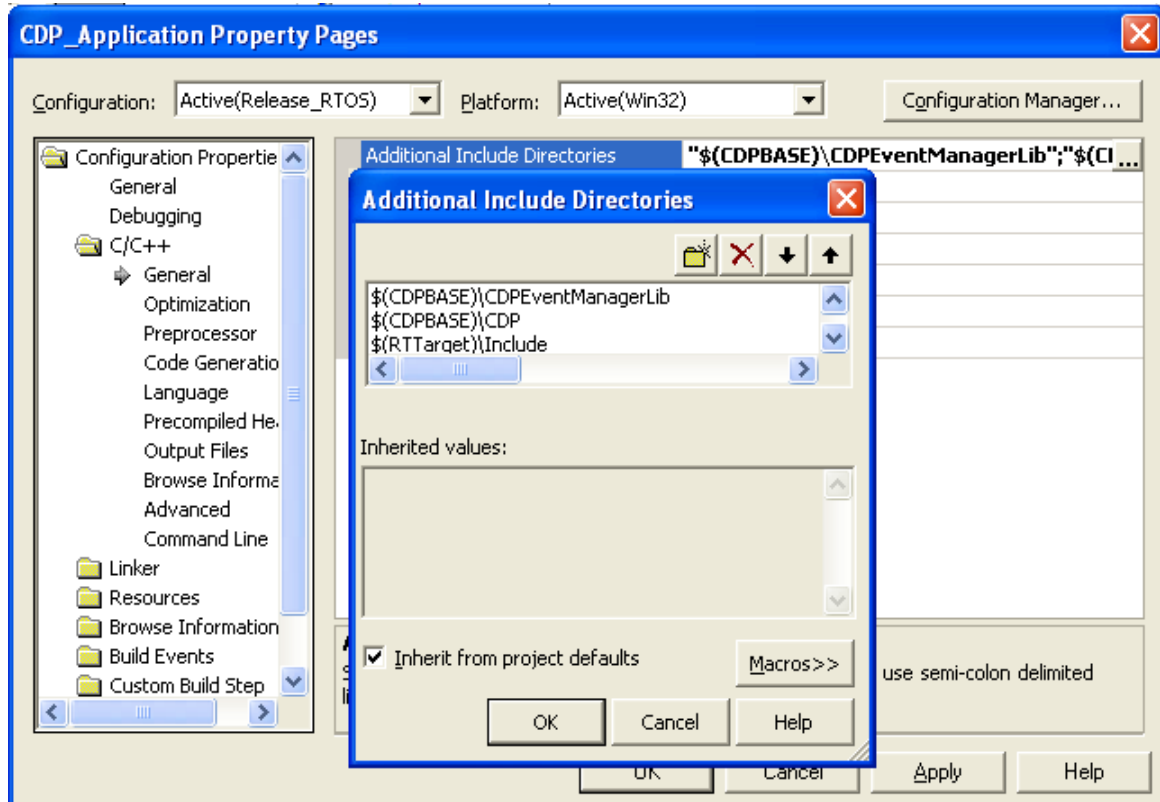 CDP_Application Property Pages
Configuration: Active(Release_RTOS) Platform: Active(Win32) Configuration Manager...
Configuration Propertie
General
Debugging
C/C++
General
Optimization
Preprocessor
Code Generatio
Language
Precompiled He
Output Files
Browse Informa
Advanced
Command Line
Linker
Resources
Browse Information
Build Events
Custom Build Step
Additional Include Directories "$(CDPBASE)\CDPEventManagerLib";"$(CI ...
Additional Include Directories
$(CDPBASE)\CDPEventManagerLib
$(CDPBASE)\CDP
$(RTTarget)\Include
Inherited values:
Inherit from project defaults
Macros>>
OK Cancel Help
use semi-colon delimited
OK Cancel Apply Help